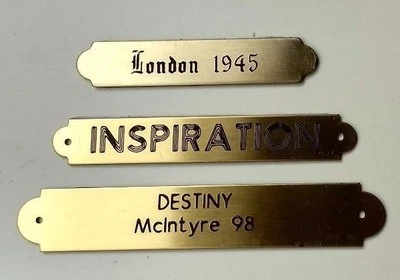 London 1945
INSPIRATION
DESTINY
McIntyre 98